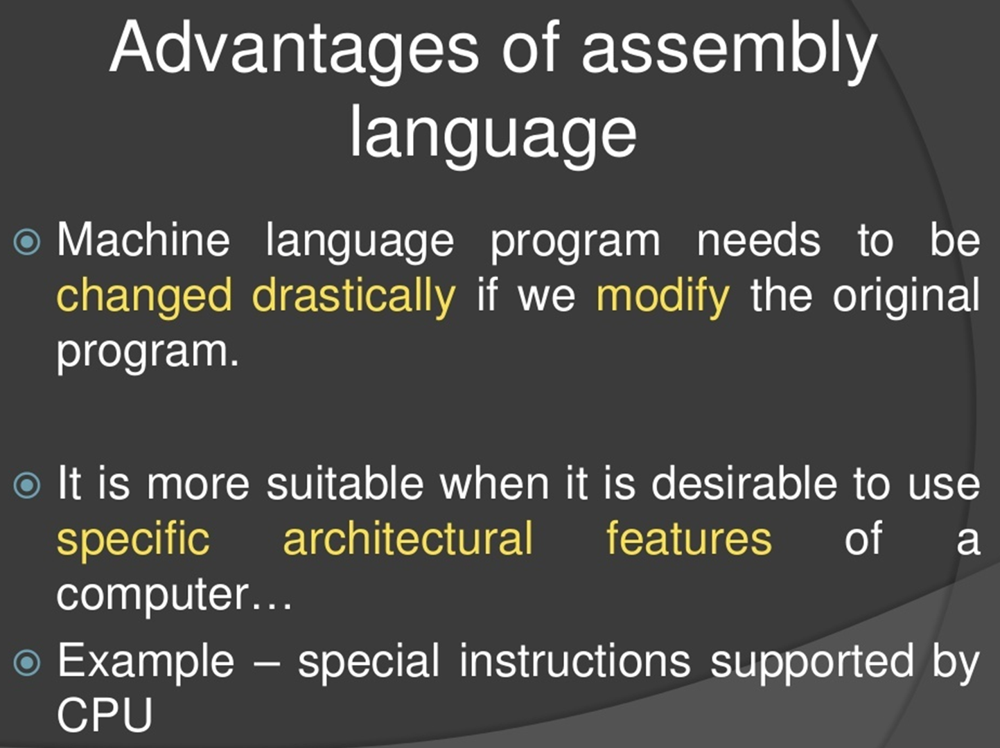 Advantages of assembly
language
Machine language program needs to be
changed drastically if we modify the original
program.
It is more suitable when it is desirable to use
specific architectural features of a
computer…
Example – special instructions supported by
CPU